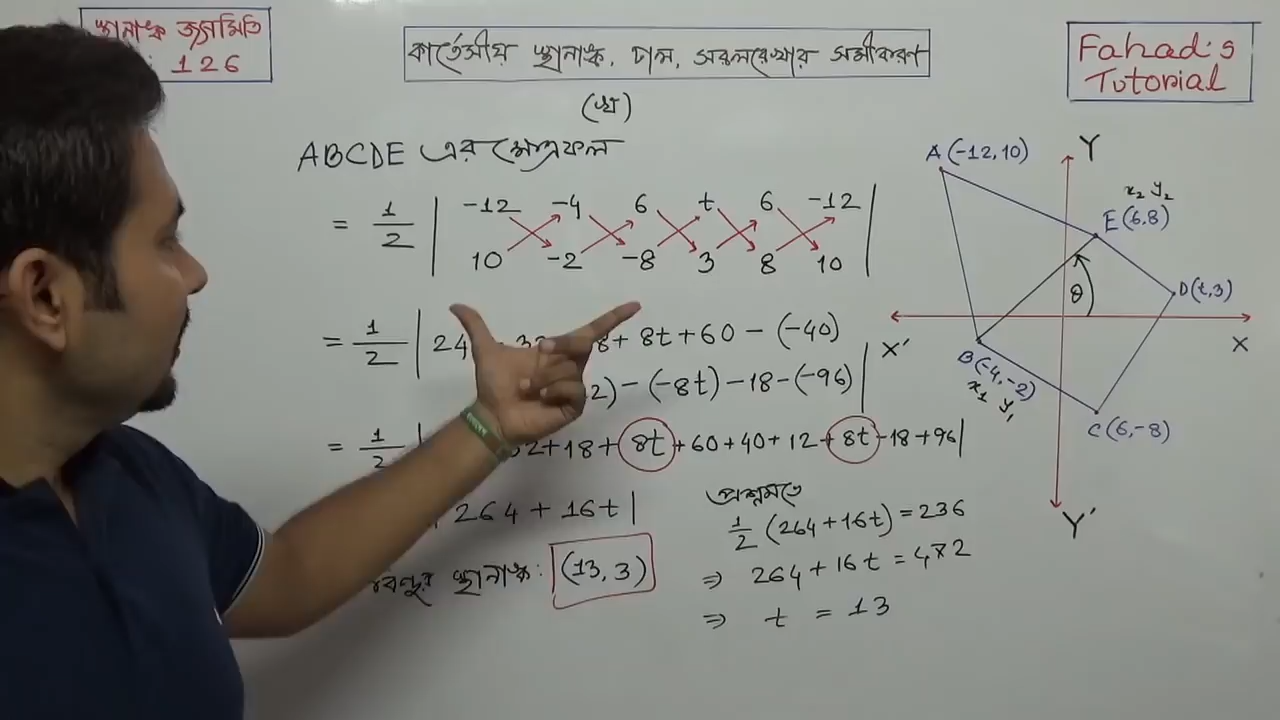 স্থানাঙ্ক জ্যামিতি
: 126
কার্তেসীয় স্থানাঙ্ক, ঢাল, সরলরেখার সমীকরণ
Fahad's
Tutorial
(খ)
ABCDE এর ক্ষেত্রফল
= 1/2 | -12 -4 6 t 6 -12
10 -2 -8 3 8 10 |
= 1/2 | 24 + 8t + 60 - (-40)
2) - (-8t) - 18 - (-96) |
= 1/2 | 32 + 18 + 8t + 60 + 40 + 12 + 8t - 18 + 96 |
264 + 16t |
স্থানাঙ্ক: (13, 3)
প্রশ্নমতে
1/2 (264 + 16t) = 236
⇒ 264 + 16t = 472
⇒ t = 13
A (-12, 10)
Y
x₂ y₂
E (6,8)
D (t,3)
θ
X'
X
B (-4, -2)
x₁ y₁
C (6, -8)
Y'